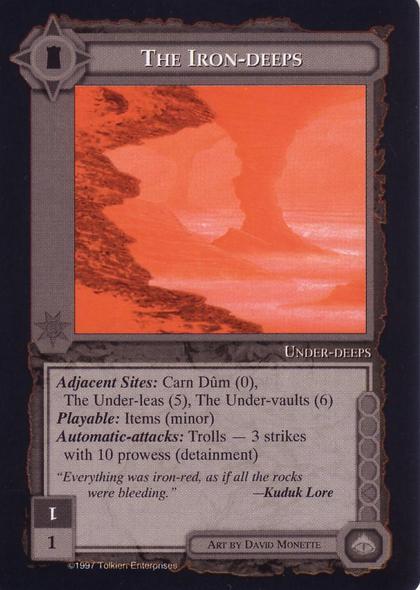 THE IRON-DEEPS
UNDER-DEEPS
Adjacent Sites: Carn Dûm (0),
The Under-leas (5), The Under-vaults (6)
Playable: Items (minor)
Automatic-attacks: Trolls — 3 strikes
with 10 prowess (detainment)
“Everything was iron-red, as if all the rocks
were bleeding.” —Kuduk Lore
1
1
ART BY DAVID MONETTE
©1997 Tolkien Enterprises